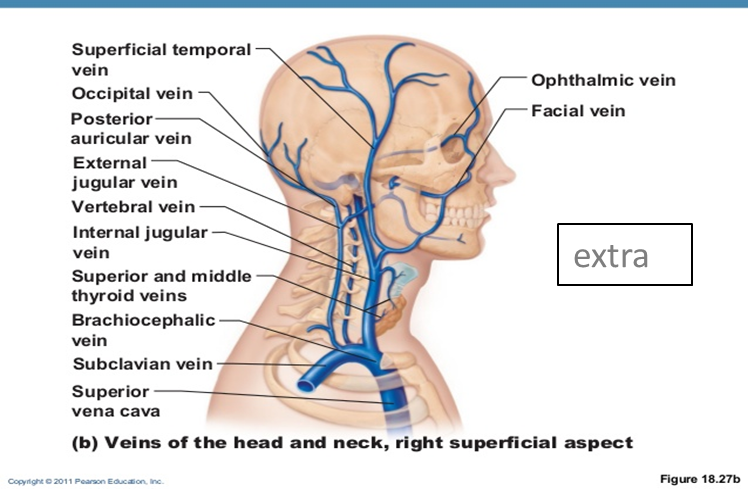 Superficial temporal
vein
Occipital vein
Posterior
auricular vein
External
jugular vein
Vertebral vein
Internal jugular
vein
Superior and middle
thyroid veins
Brachiocephalic
vein
Subclavian vein
Superior
vena cava
Ophthalmic vein
Facial vein
extra
(b) Veins of the head and neck, right superficial aspect
Copyright © 2011 Pearson Education, Inc.
Figure 18.27b